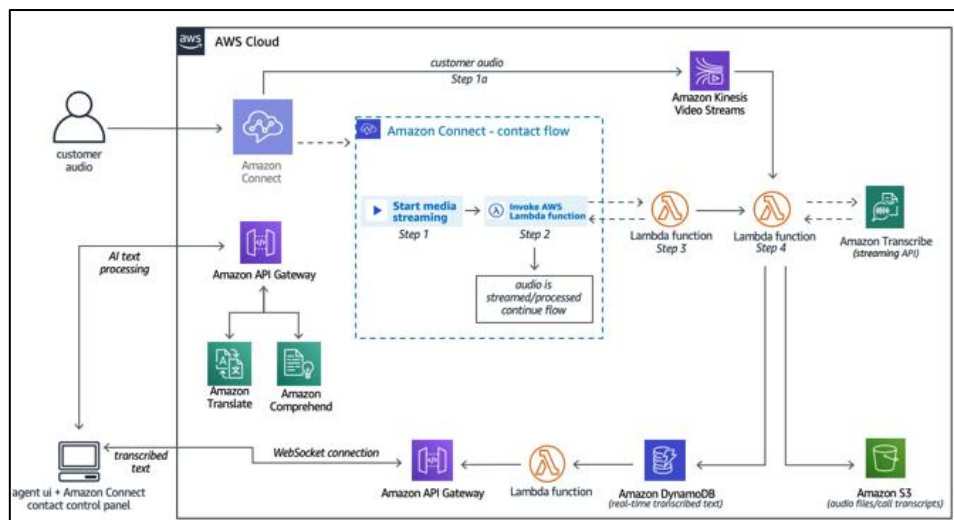 aws
AWS Cloud
customer audio
Step 1a
Amazon Kinesis
Video Streams
customer
audio
Amazon
Connect
Amazon Connect - contact flow
Start media
streaming
Step 1
Invoke AWS
Lambda function
Step 2
Lambda function
Step 3
Lambda function
Step 4
Amazon Transcribe
(streaming API)
audio is
streamed/processed
continue flow
AI text
processing
Amazon API Gateway
Amazon
Translate
Amazon
Comprehend
transcribed
text
WebSocket connection
agent ui + Amazon Connect
contact control panel
Amazon API Gateway
Lambda function
Amazon DynamoDB
(real-time transcribed text)
Amazon S3
(audio files/call transcripts)